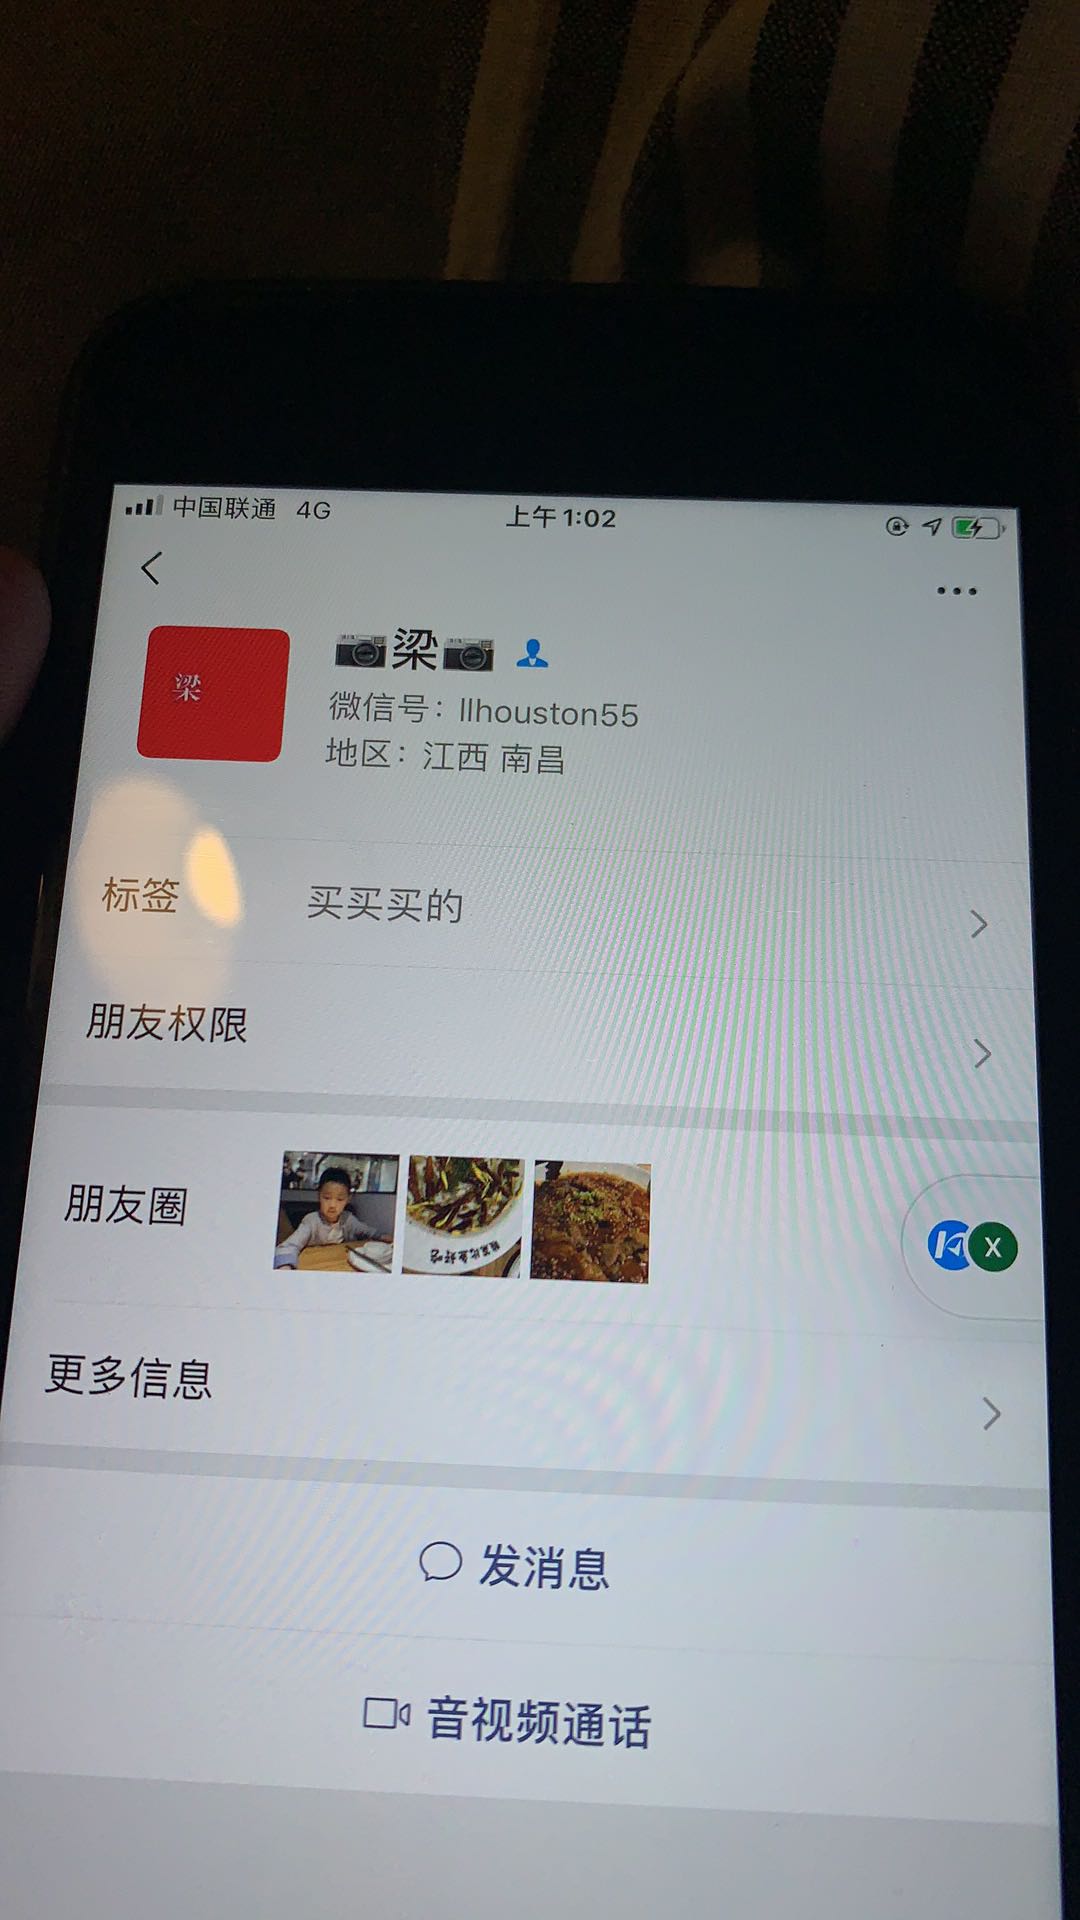 中国联通 4G 上午1:02
梁
梁
微信号：llhouston55
地区：江西 南昌
标签 买买买的
朋友权限
朋友圈
X
更多信息
发消息
音视频通话